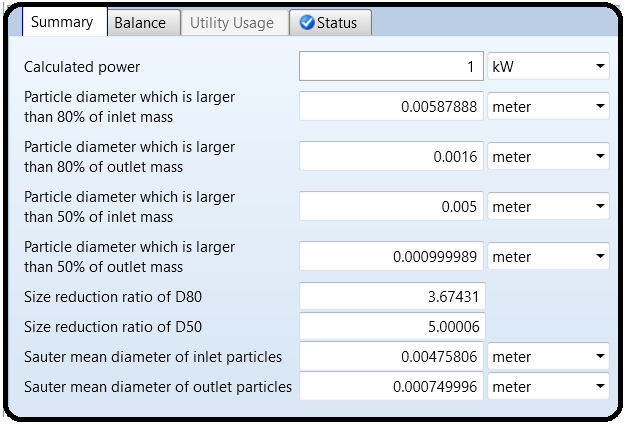 Summary Balance Utility Usage Status
Calculated power 1 kW
Particle diameter which is larger
than 80% of inlet mass 0.00587888 meter
Particle diameter which is larger
than 80% of outlet mass 0.0016 meter
Particle diameter which is larger
than 50% of inlet mass 0.005 meter
Particle diameter which is larger
than 50% of outlet mass 0.000999989 meter
Size reduction ratio of D80 3.67431
Size reduction ratio of D50 5.00006
Sauter mean diameter of inlet particles 0.00475806 meter
Sauter mean diameter of outlet particles 0.000749996 meter